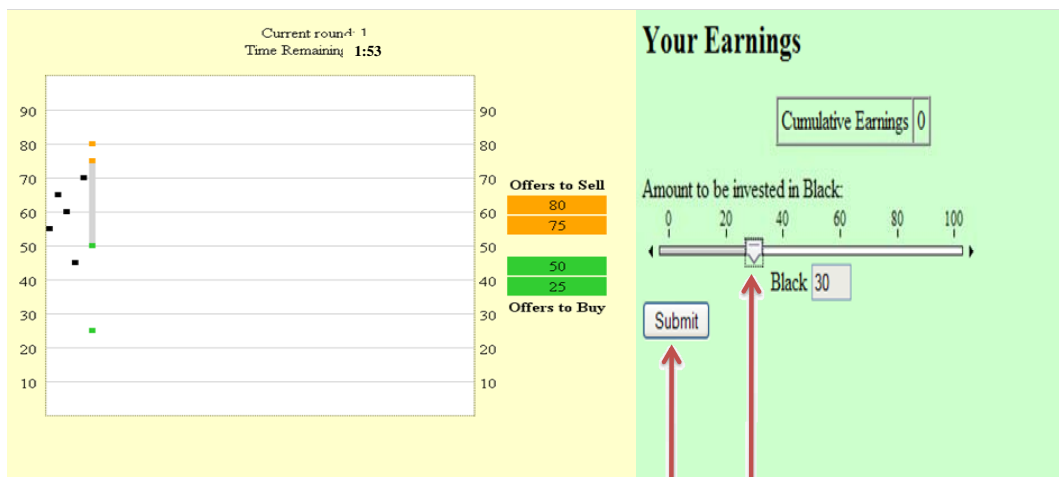 Current round: 1
Time Remaining 1:53
90
80
70
60
50
40
30
20
10
90
80
70
60
50
40
30
20
10
Offers to Sell
80
75
50
25
Offers to Buy
Your Earnings
Cumulative Earnings 0
Amount to be invested in Black:
0 20 40 60 80 100
Black 30
Submit